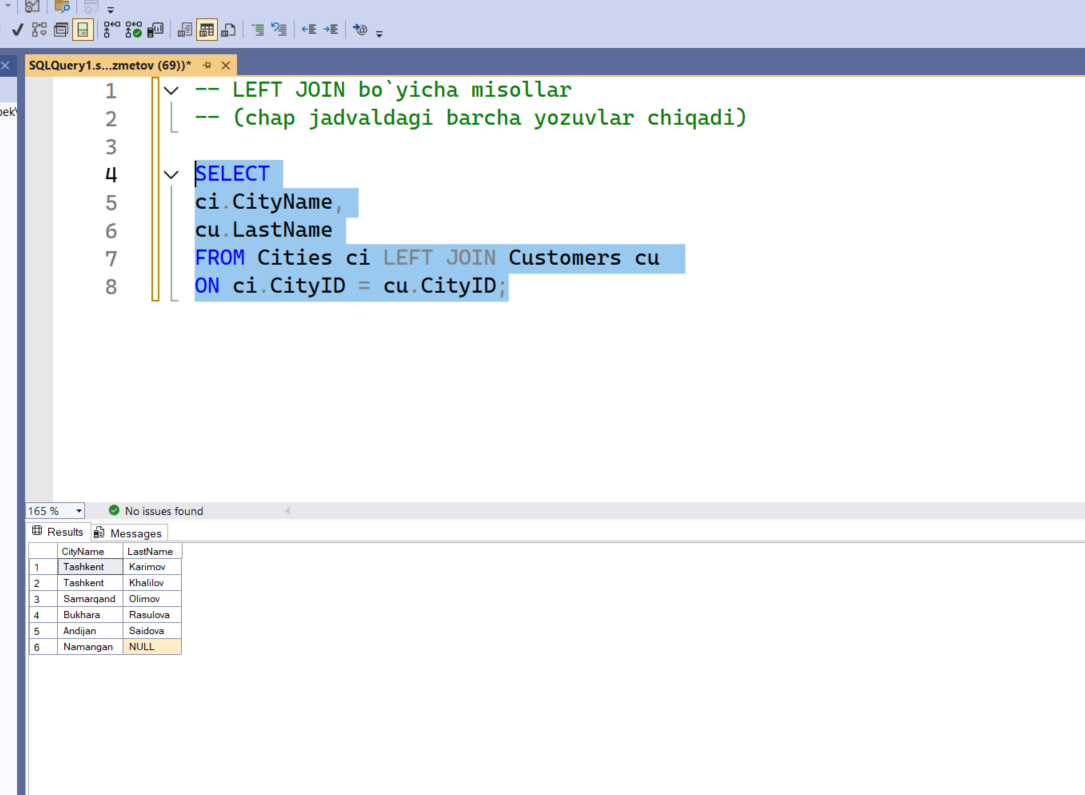 SQLQuery1.s...zmetov (69))*
1 -- LEFT JOIN bo`yicha misollar
2 -- (chap jadvaldagi barcha yozuvlar chiqadi)
3
4 SELECT
5 ci.CityName,
6 cu.LastName
7 FROM Cities ci LEFT JOIN Customers cu
8 ON ci.CityID = cu.CityID;
165 % No issues found
Results Messages
CityName LastName
1 Tashkent Karimov
2 Tashkent Khalilov
3 Samarqand Olimov
4 Bukhara Rasulova
5 Andijan Saidova
6 Namangan NULL